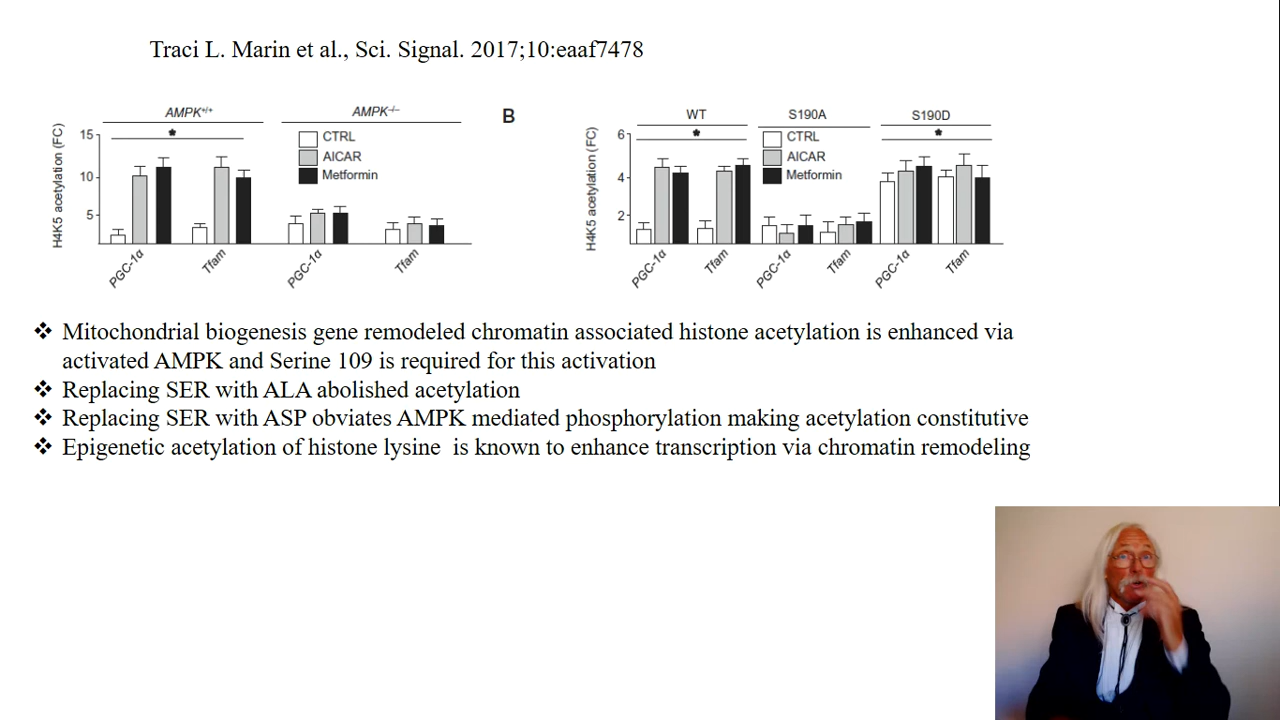 Traci L. Marin et al., Sci. Signal. 2017;10:eaaf7478
AMPK+/+
AMPK–/–
*
H4K5 acetylation (FC)
15
10
5
CTRL
AICAR
Metformin
PGC-1α
Tfam
PGC-1α
Tfam
B
WT
S190A
S190D
*
*
H4K5 acetylation (FC)
6
4
2
CTRL
AICAR
Metformin
PGC-1α
Tfam
PGC-1α
Tfam
PGC-1α
Tfam
❖ Mitochondrial biogenesis gene remodeled chromatin associated histone acetylation is enhanced via
activated AMPK and Serine 109 is required for this activation
❖ Replacing SER with ALA abolished acetylation
❖ Replacing SER with ASP obviates AMPK mediated phosphorylation making acetylation constitutive
❖ Epigenetic acetylation of histone lysine  is known to enhance transcription via chromatin remodeling